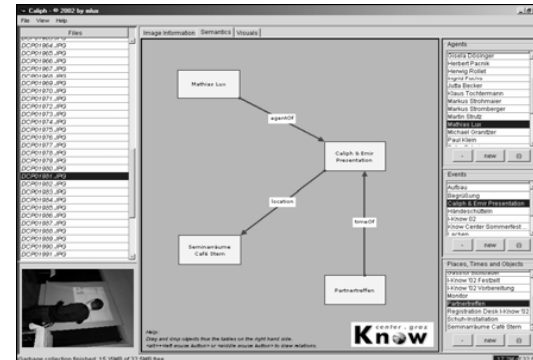 Caliph - © 2002 by mlux
File View Help
Files
DCP01964.JPG
DCP01965.JPG
DCP01966.JPG
DCP01967.JPG
DCP01968.JPG
DCP01969.JPG
DCP01970.JPG
DCP01971.JPG
DCP01972.JPG
DCP01973.JPG
DCP01974.JPG
DCP01975.JPG
DCP01976.JPG
DCP01977.JPG
DCP01978.JPG
DCP01979.JPG
DCP01980.JPG
DCP01981.JPG
DCP01982.JPG
DCP01983.JPG
DCP01984.JPG
DCP01985.JPG
DCP01986.JPG
DCP01987.JPG
DCP01988.JPG
DCP01989.JPG
DCP01990.JPG
DCP01991.JPG
Image Information Semantics Visuals
Mathias Lux
agentOf
Caliph & Emir
Presentation
location
timeOf
Seminarräume
Café Stern
Partnertreffen
Help:
Drag and drop objects from the tables on the right hand side.
center graz
Know
Agents
Gisela Dösinger
Herbert Pacnik
Herwig Rollet
Ingrid Fuchs
Jutta Becker
Klaus Tochtermann
Markus Strohmaier
Markus Stromberger
Martin Strutz
Mathias Lux
Michael Granitzer
Paul Klein
- new
Events
Aufbau
Begrüßung
Caliph & Emir Presentation
Händeschütteln
I-Know 02
Know Center Sommerfest ...
Lachen
- new
Places, Times and Objects
I-Know '02 Festzelt
I-Know '02 Vorbereitung
Monitor
Partnertreffen
Registration Desk I-Know '02
Schuh-Installation
Seminarräume Café Stern
- new